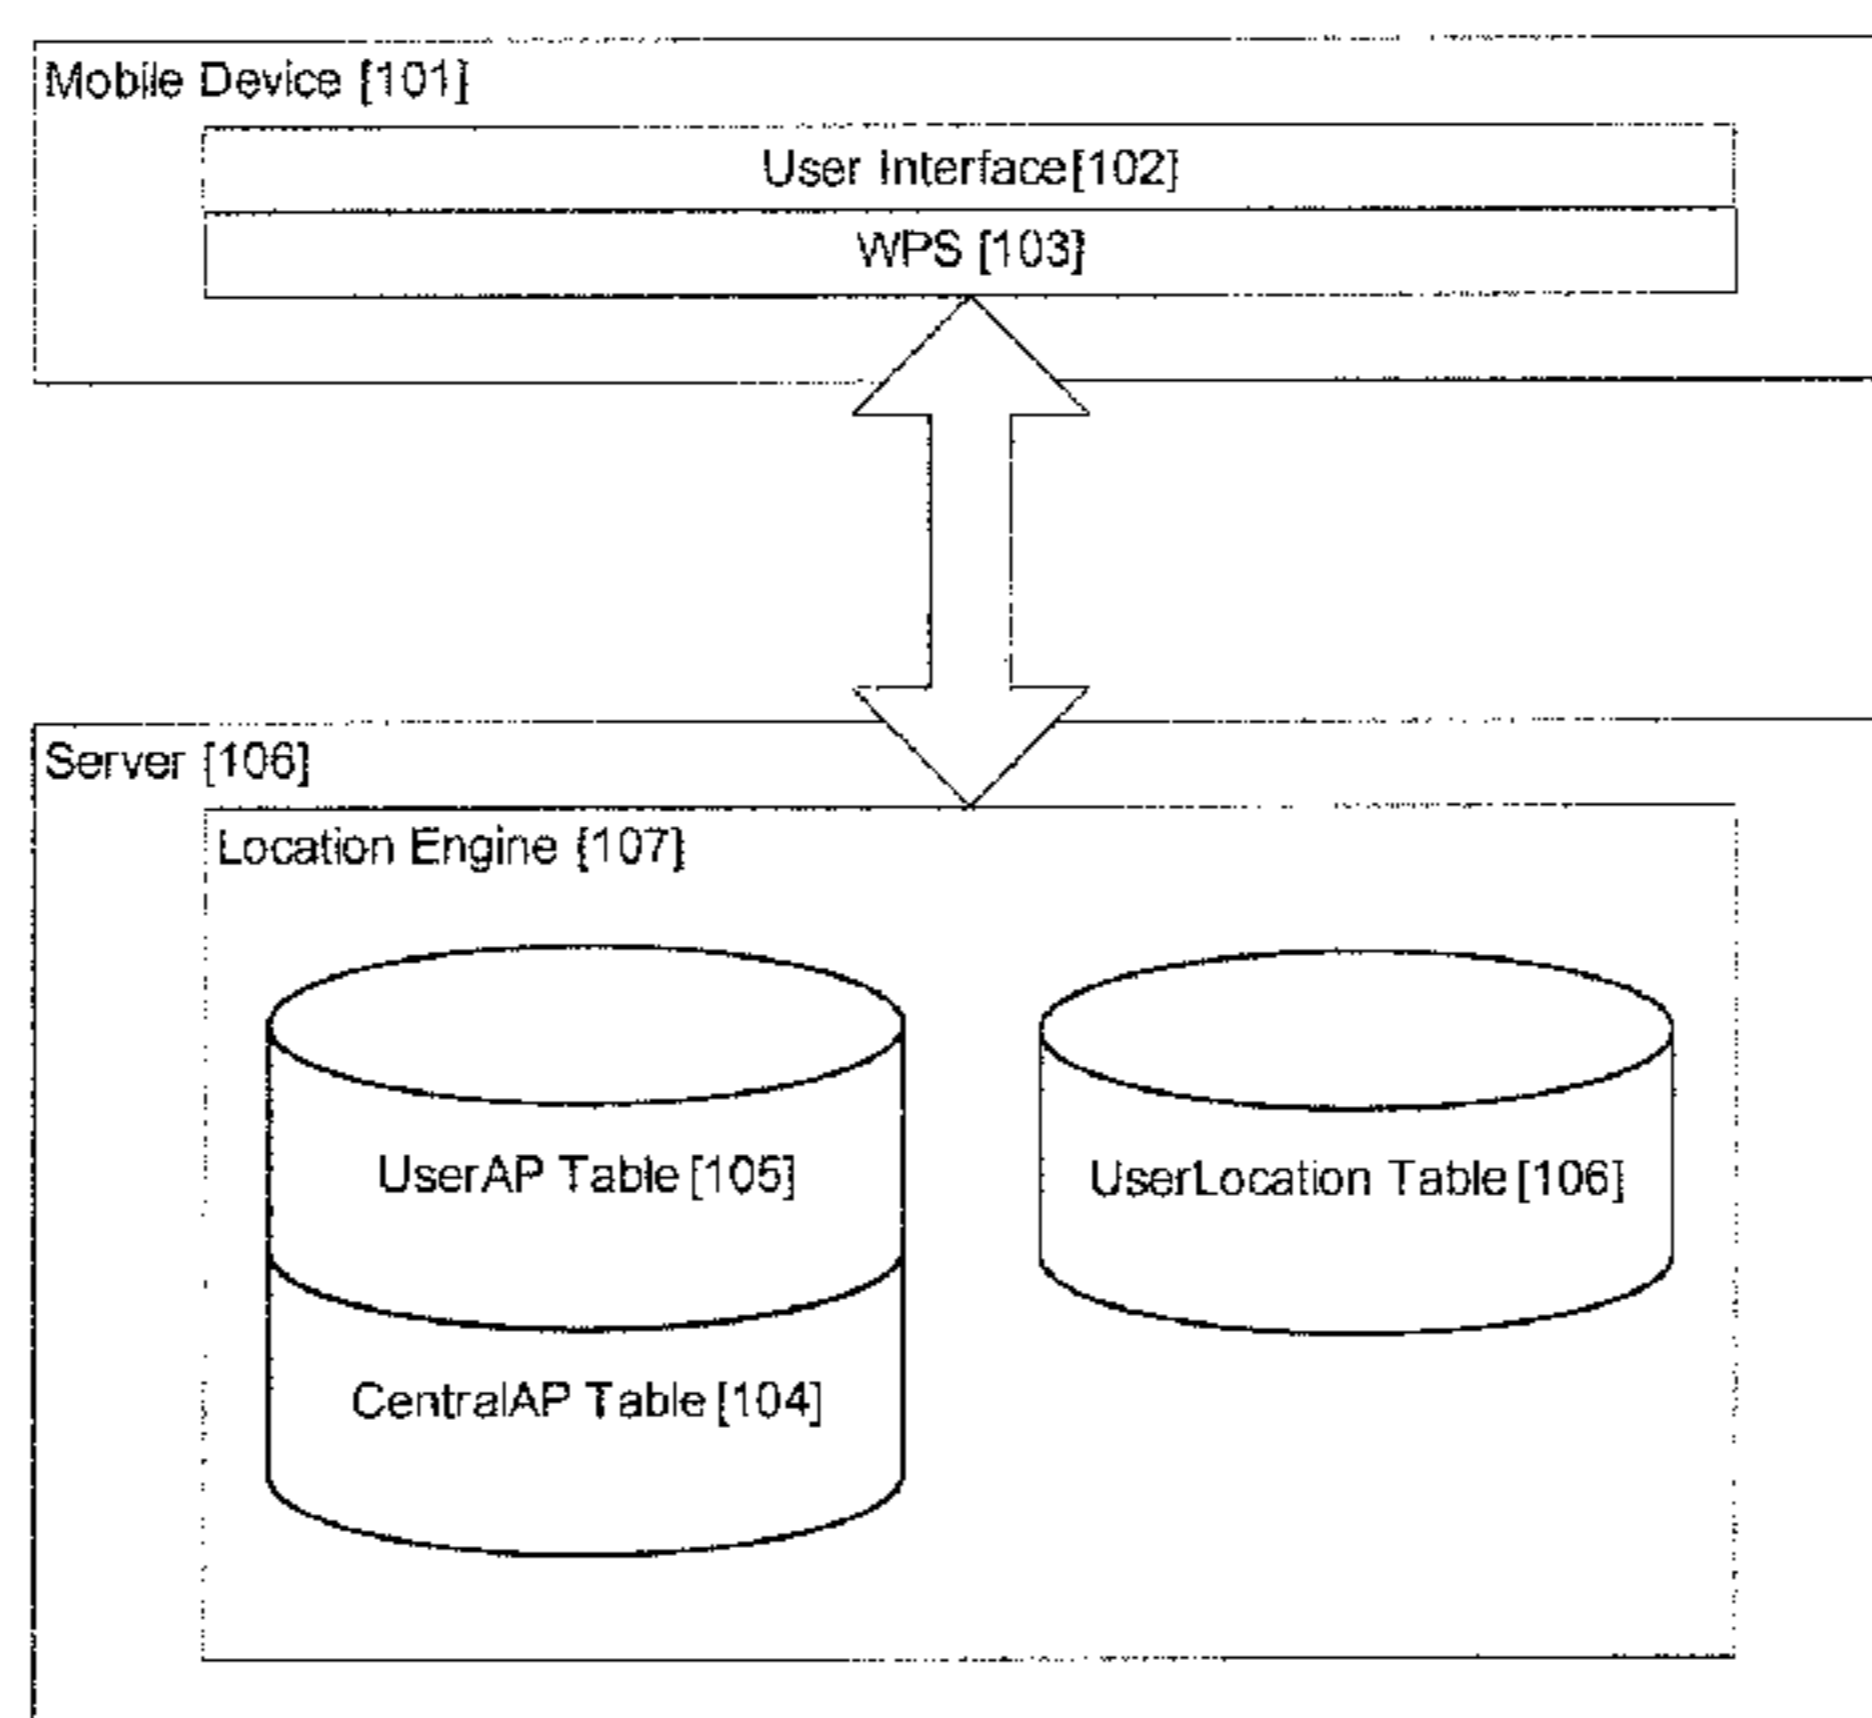 Mobile Device [101]
User Interface[102]
WPS [103]
Server [106]
Location Engine [107]
UserAP Table [105]
UserLocation Table [106]
CentralAP Table [104]